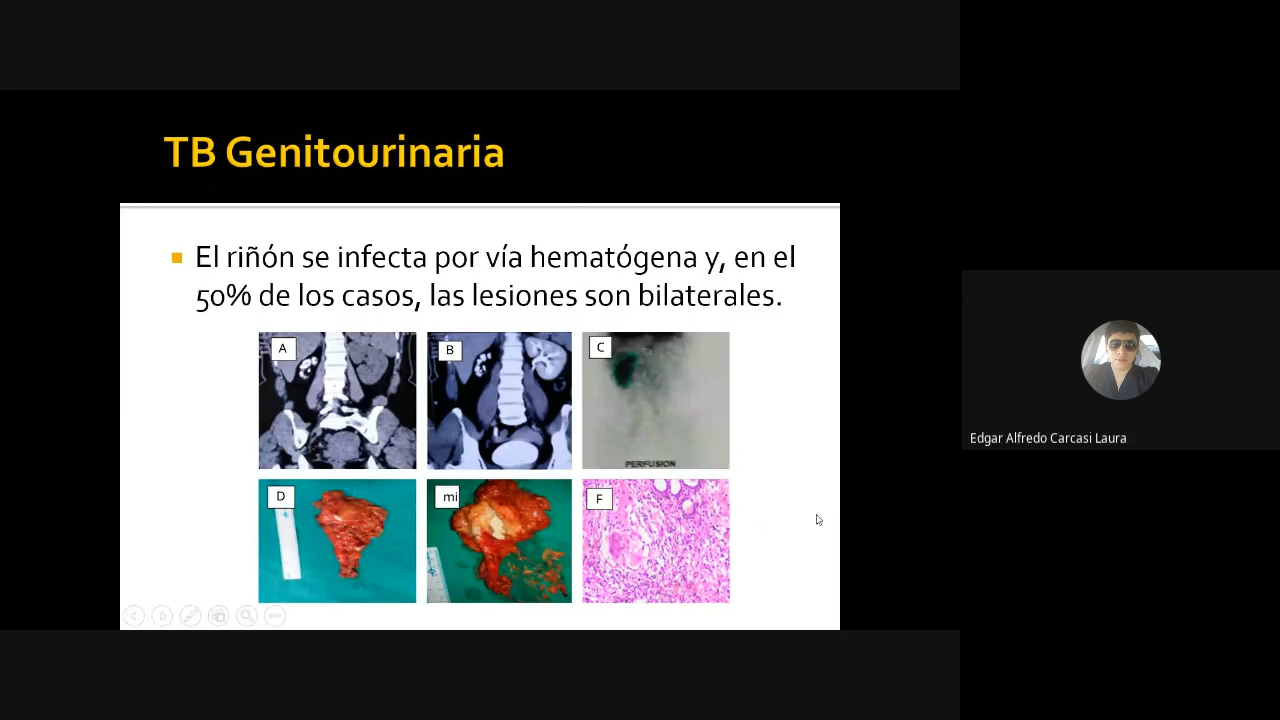 TB Genitourinaria
El riñón se infecta por vía hematógena y, en el
50% de los casos, las lesiones son bilaterales.
A
B
C
PERFUSION
D
mi
F
Edgar Alfredo Carcasi Laura